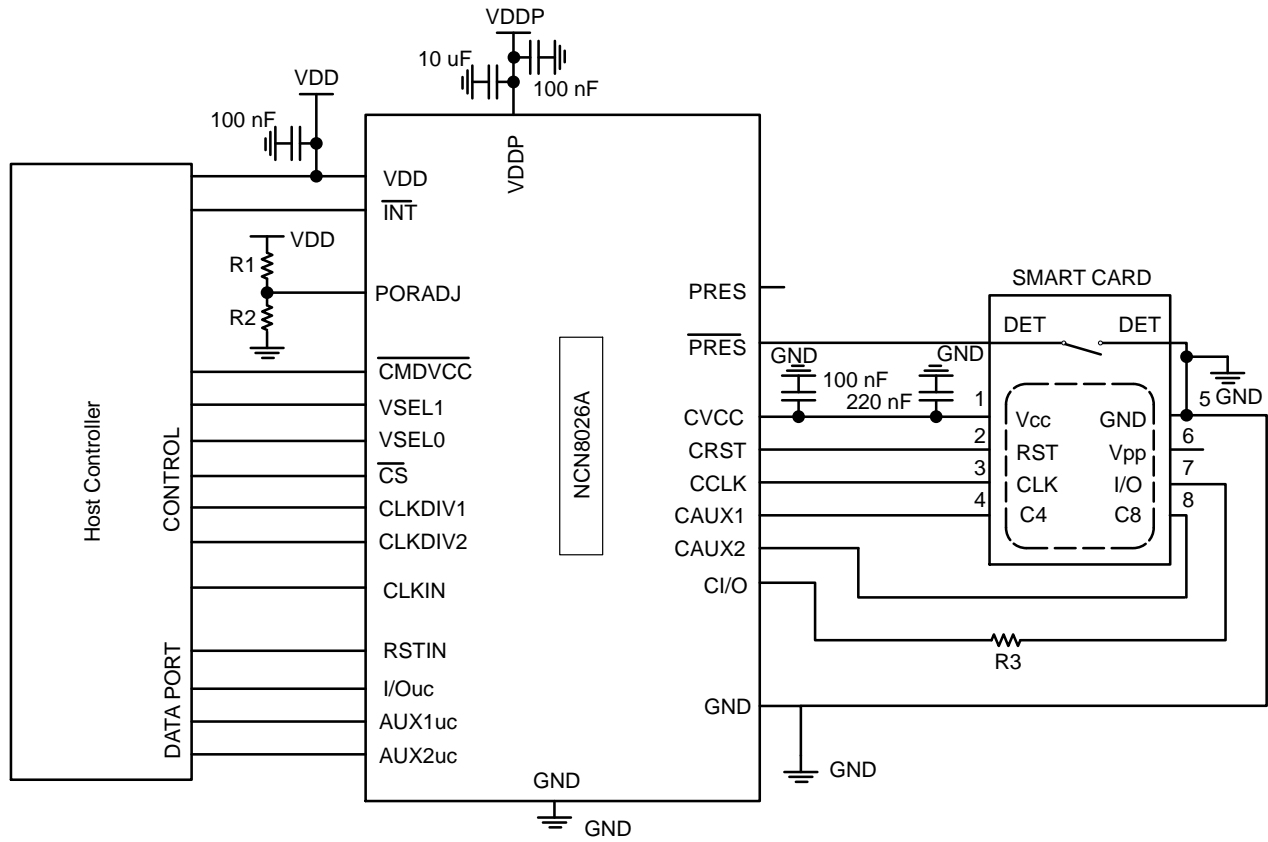 VDDP
10 uF
100 nF
VDD
100 nF
VDDP
VDD
INT
VDD
R1
R2
PORADJ
CMDVCC
VSEL1
VSEL0
CS
CLKDIV1
CLKDIV2
CLKIN
RSTIN
I/Ouc
AUX1uc
AUX2uc
Host Controller
CONTROL
DATA PORT
NCN8026A
PRES
PRES
CVCC
CRST
CCLK
CAUX1
CAUX2
CI/O
GND
GND
GND
GND
GND
100 nF
220 nF
GND
SMART CARD
DET DET
1
2
3
4
Vcc GND
RST Vpp
CLK I/O
C4 C8
5 GND
6
7
8
R3